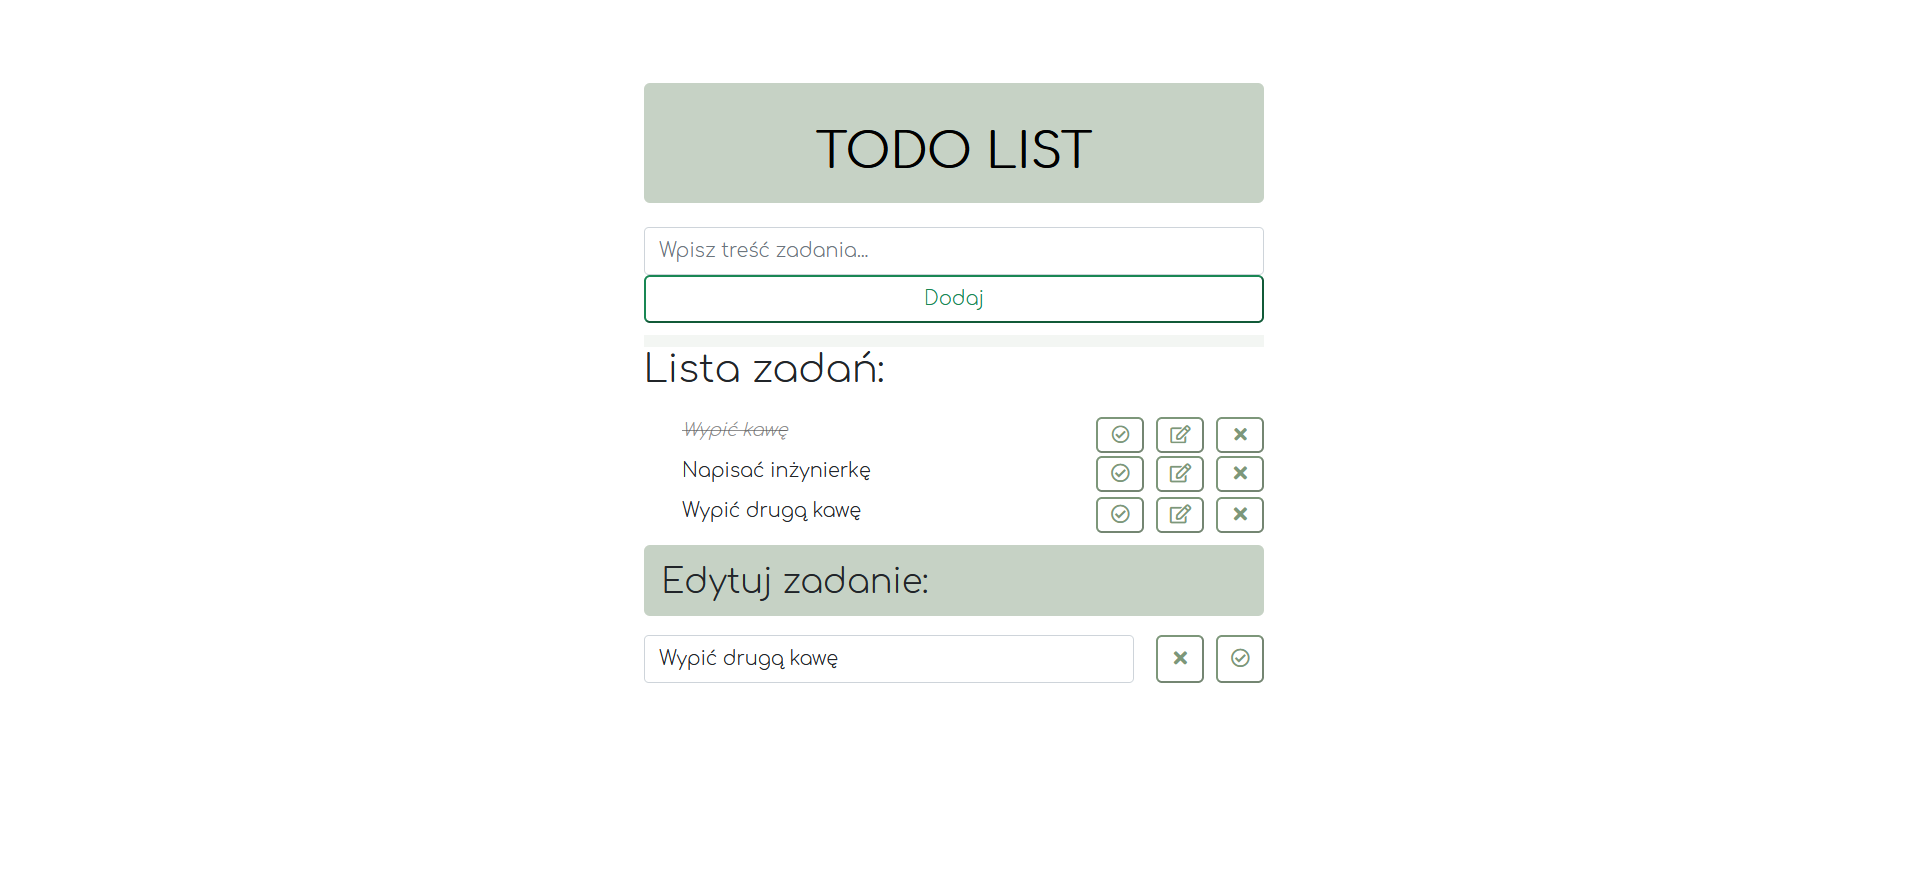 TODO LIST
Wpisz treść zadania...
Dodaj
Lista zadań:
Wypić kawę
Napisać inżynierkę
Wypić drugą kawę
Edytuj zadanie:
Wypić drugą kawę